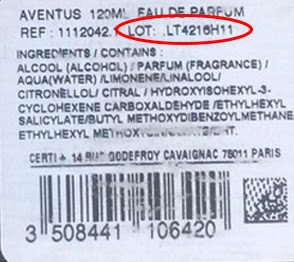 AVENTUS 120ML EAU DE PARFUM
REF : 1112042. LOT: .LT4216H11
INGREDIENTS / CONTAINS :
ALCOOL (ALCOHOL) / PARFUM (FRAGRANCE) /
AQUA(WATER) /LIMONENE/LINALOOL/
CITRONELLOL / CITRAL / HYDROXYISOHEXYL-3-
CYCLOHEXENE CARBOXALDEHYDE /ETHYLHEXYL
SALICYLATE/BUTYL METHOXYDIBENZOYLMETHANE
ETHYLHEXYL
CERTI + 14 RUE GODEFROY CAVAIGNAC 75011 PARIS
3 508441 106420